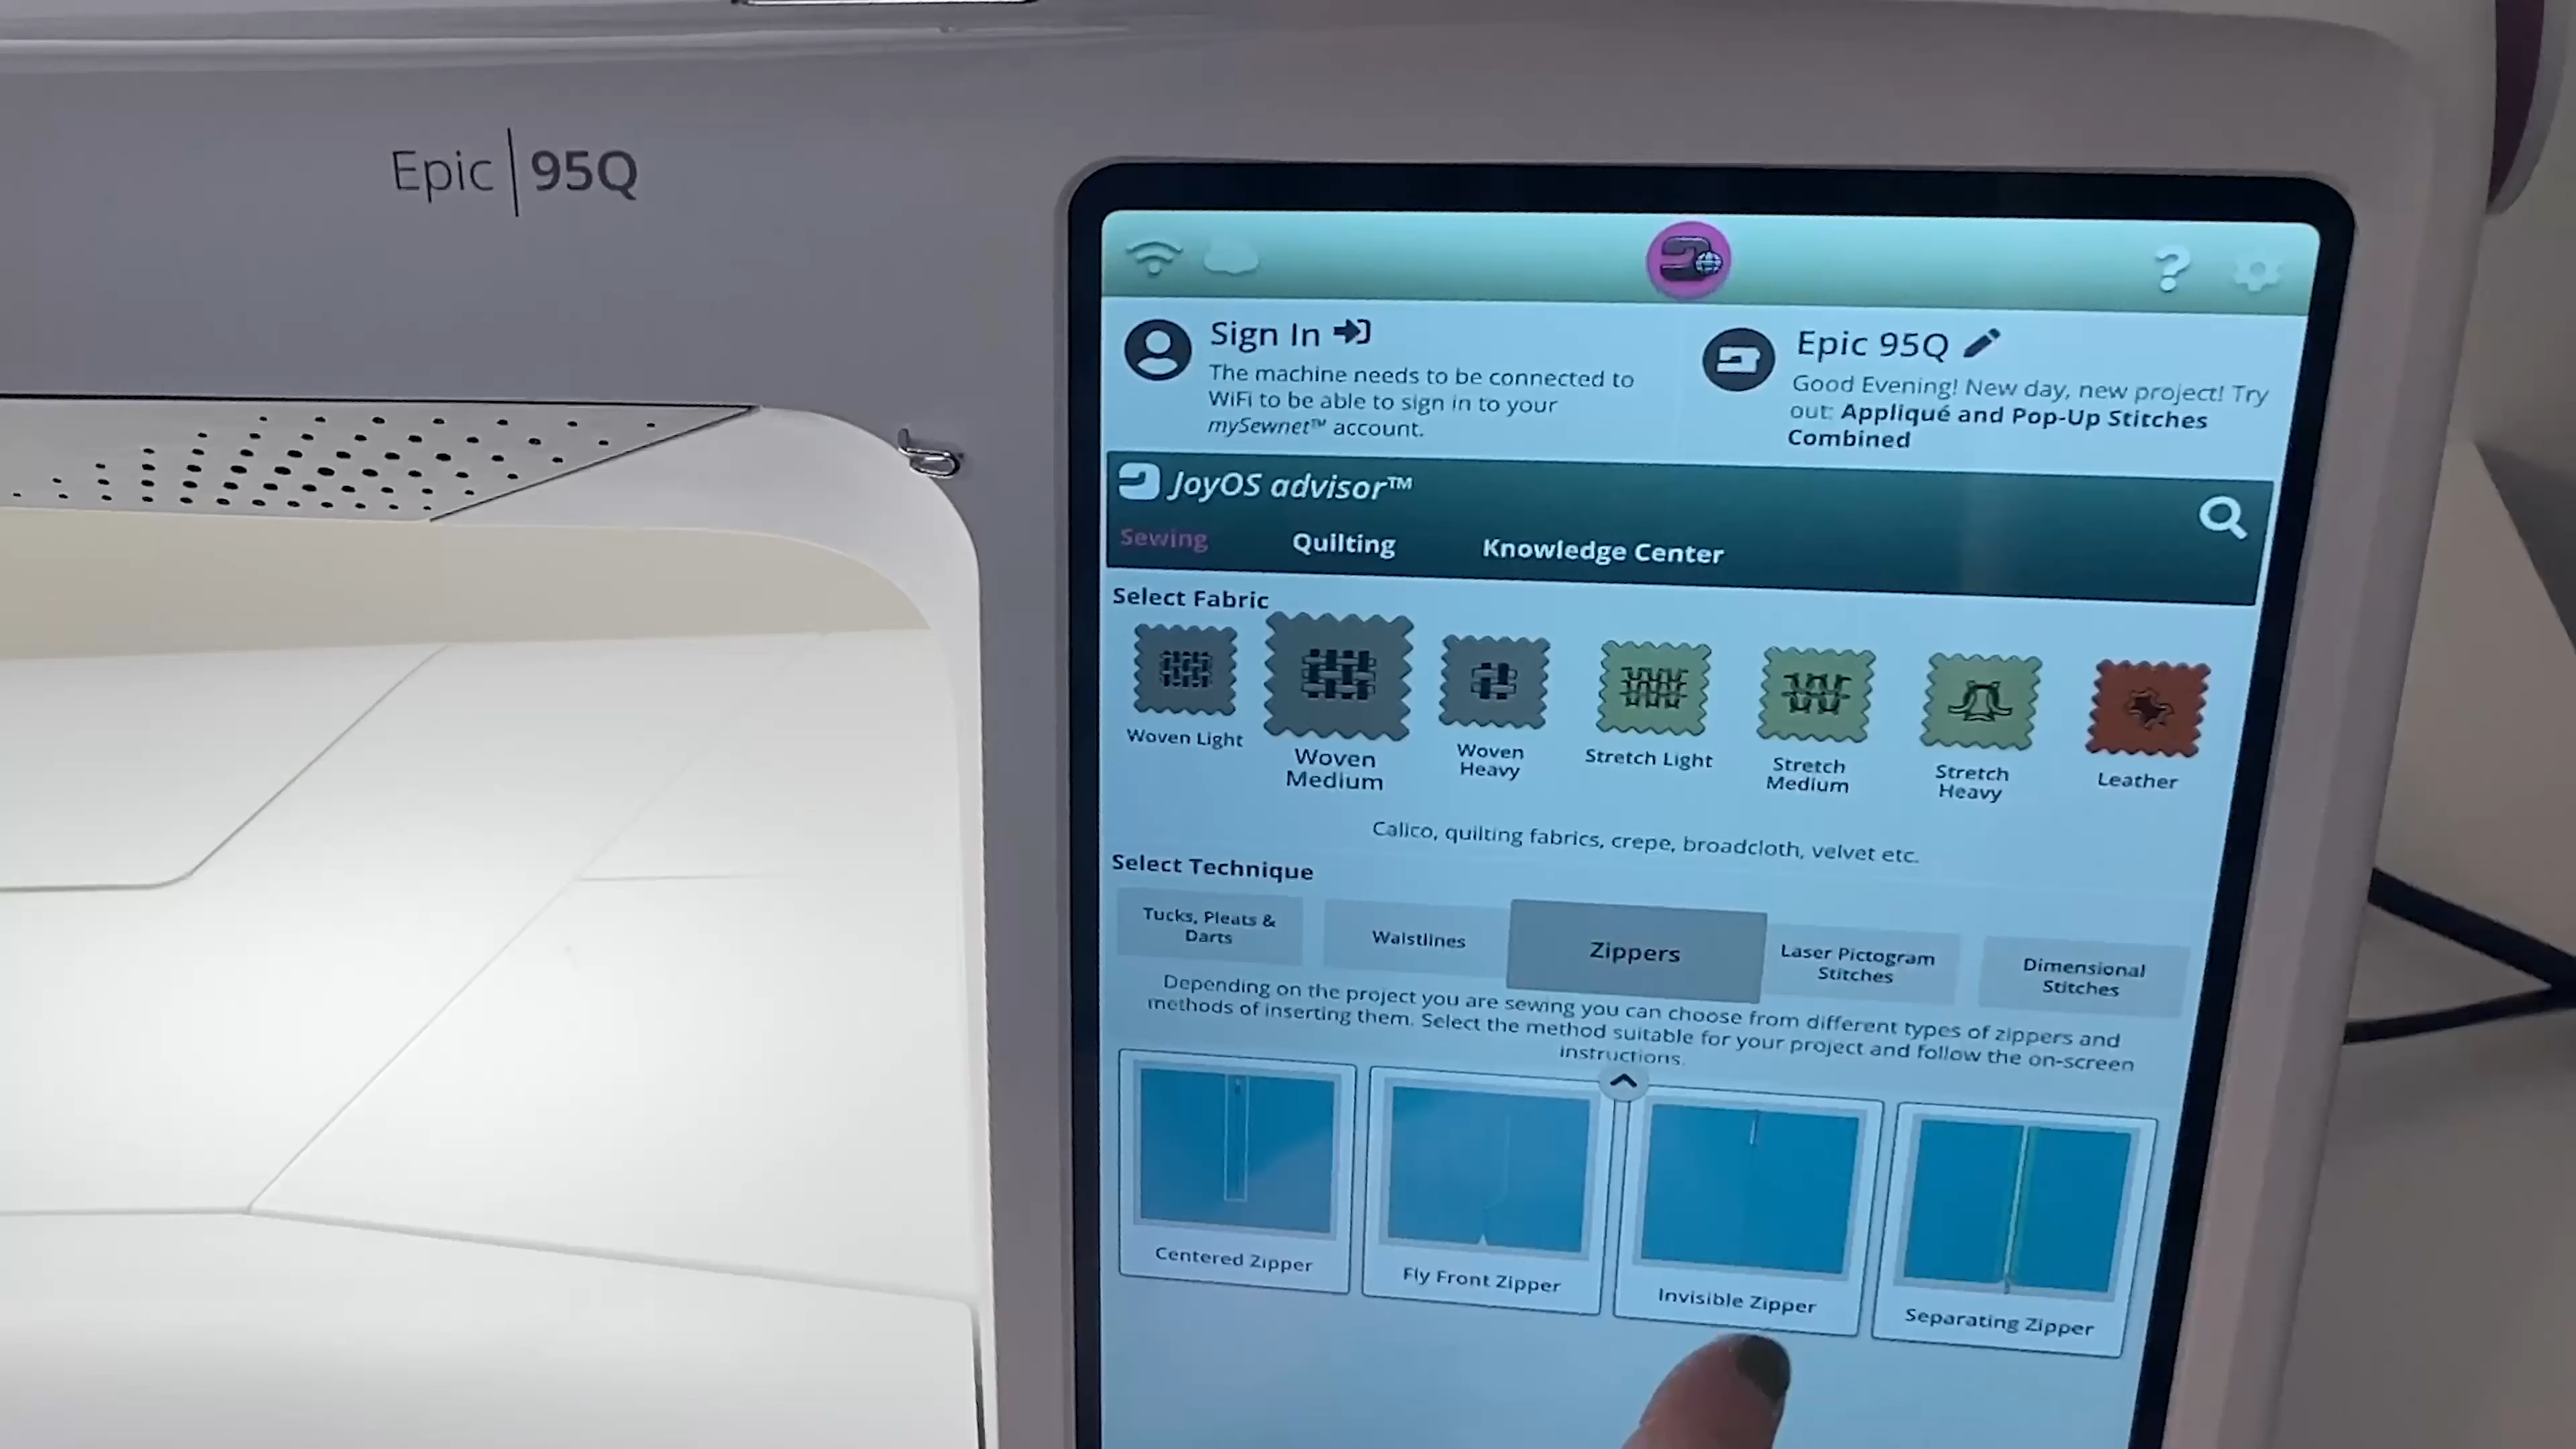 Epic 95Q
Sign In
The machine needs to be connected to
WiFi to be able to sign in to your
mySewnet™ account.
Epic 95Q
Good Evening! New day, new project! Try
out: Appliqué and Pop-Up Stitches
Combined
JoyOS advisor™
Sewing
Quilting
Knowledge Center
Select Fabric
Woven Light
Woven
Medium
Woven
Heavy
Stretch Light
Stretch
Medium
Stretch
Heavy
Leather
Calico, quilting fabrics, crepe, broadcloth, velvet etc.
Select Technique
Tucks, Pleats &
Darts
Waistlines
Zippers
Laser Pictogram
Stitches
Dimensional
Stitches
Depending on the project you are sewing you can choose from different types of zippers and
methods of inserting them. Select the method suitable for your project and follow the on-screen
instructions.
Centered Zipper
Fly Front Zipper
Invisible Zipper
Separating Zipper